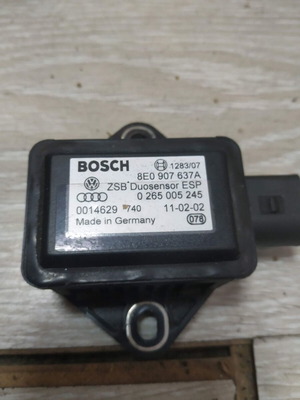 BOSCH 1283/07
8E0 907 637A
ZSB Duosensor ESP
0 265 005 245
0014629 740 11-02-02
Made in Germany 078